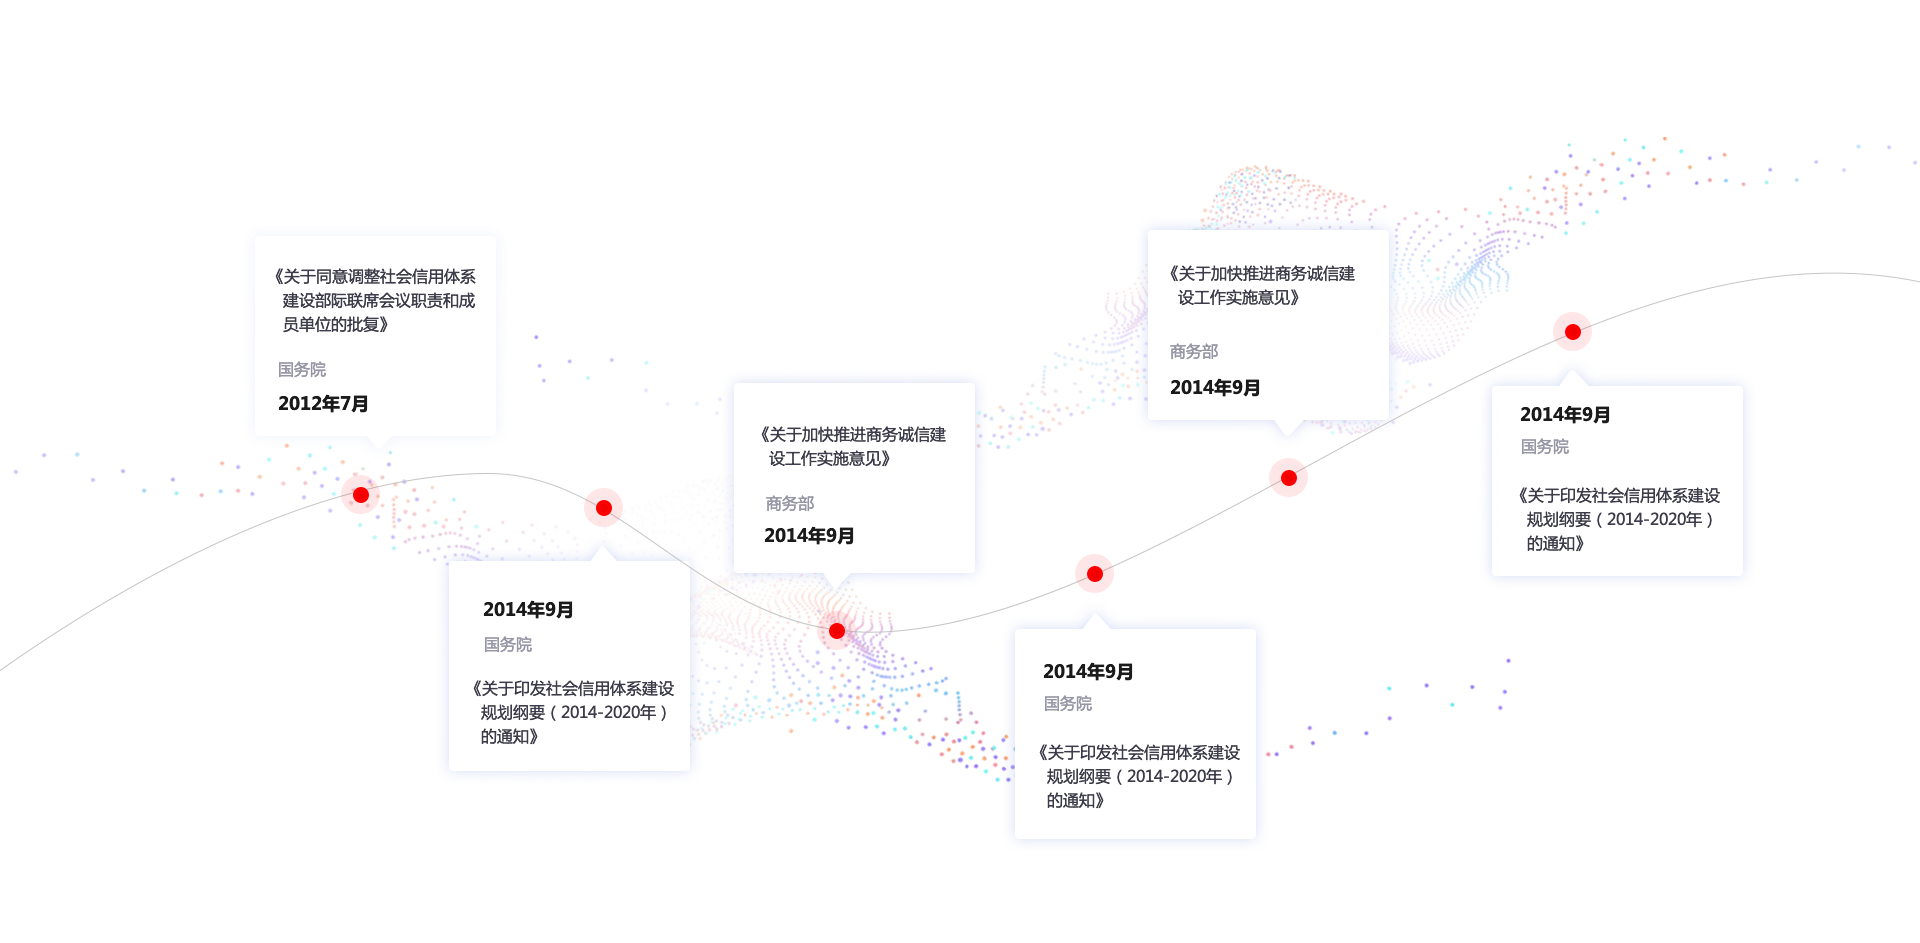 《关于同意调整社会信用体系
建设部际联席会议职责和成
员单位的批复》
国务院
2012年7月
2014年9月
国务院
《关于印发社会信用体系建设
规划纲要（2014-2020年）
的通知》
《关于加快推进商务诚信建
设工作实施意见》
商务部
2014年9月
2014年9月
国务院
《关于印发社会信用体系建设
规划纲要（2014-2020年）
的通知》
《关于加快推进商务诚信建
设工作实施意见》
商务部
2014年9月
2014年9月
国务院
《关于印发社会信用体系建设
规划纲要（2014-2020年）
的通知》